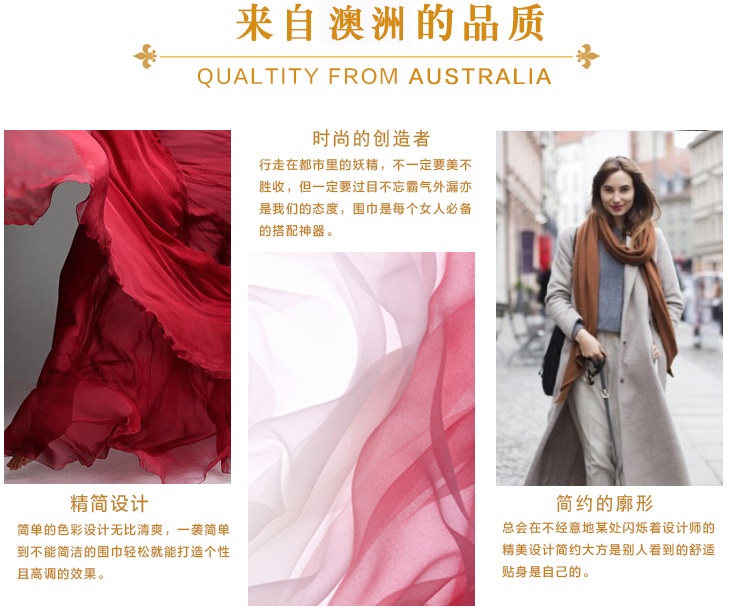 来自澳洲的品质
QUALTITY FROM AUSTRALIA
时尚的创造者
行走在都市里的妖精，不一定要美不
胜收，但一定要过目不忘霸气外漏亦
是我们的态度，围巾是每个女人必备
的搭配神器。
精简设计
简单的色彩设计无比清爽，一袭简单
到不能简洁的围巾轻松就能打造个性
且高调的效果。
简约的廓形
总会在不经意地某处闪烁着设计师的
精美设计简约大方是别人看到的舒适
贴身是自己的。